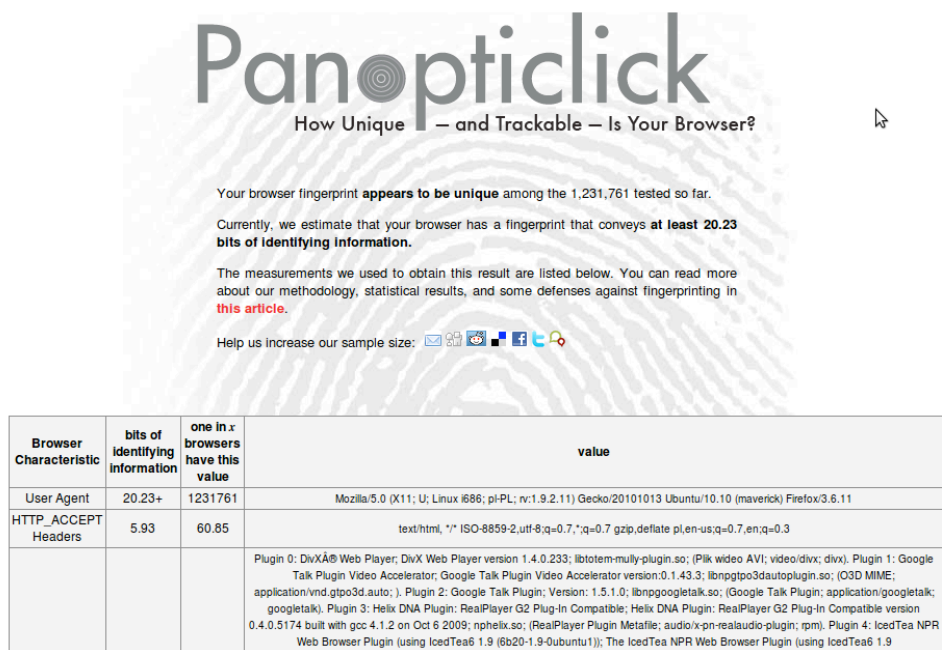 Panopticlick
How Unique — and Trackable — Is Your Browser?
Your browser fingerprint appears to be unique among the 1,231,761 tested so far.
Currently, we estimate that your browser has a fingerprint that conveys at least 20.23
bits of identifying information.
The measurements we used to obtain this result are listed below. You can read more
about our methodology, statistical results, and some defenses against fingerprinting in
this article.
Help us increase our sample size:
Browser
Characteristic
bits of
identifying
information
one in x
browsers
have this
value
value
User Agent
20.23+
1231761
Mozilla/5.0 (X11; U; Linux i686; pl-PL; rv:1.9.2.11) Gecko/20101013 Ubuntu/10.10 (maverick) Firefox/3.6.11
HTTP_ACCEPT
Headers
5.93
60.85
text/html, */* ISO-8859-2,utf-8;q=0.7,*;q=0.7 gzip,deflate pl,en-us;q=0.7,en;q=0.3
Plugin 0: DivXÂ® Web Player; DivX Web Player version 1.4.0.233; libtotem-mully-plugin.so; (Plik wideo AVI; video/divx; divx). Plugin 1: Google
Talk Plugin Video Accelerator; Google Talk Plugin Video Accelerator version:0.1.43.3; libnpgtpo3dautoplugin.so; (O3D MIME;
application/vnd.gtpo3d.auto; ). Plugin 2: Google Talk Plugin; Version: 1.5.1.0; libnpgoogletalk.so; (Google Talk Plugin; application/googletalk;
googletalk). Plugin 3: Helix DNA Plugin: RealPlayer G2 Plug-In Compatible; Helix DNA Plugin: RealPlayer G2 Plug-In Compatible version
0.4.0.5174 built with gcc 4.1.2 on Oct 6 2009; nphelix.so; (RealPlayer Plugin Metafile; audio/x-pn-realaudio-plugin; rpm). Plugin 4: IcedTea NPR
Web Browser Plugin (using IcedTea6 1.9 (6b20-1.9-0ubuntu1)); The IcedTea NPR Web Browser Plugin (using IcedTea6 1.9